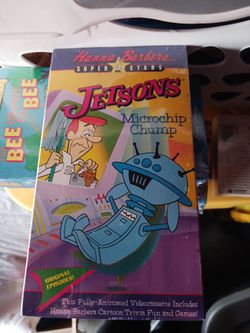 Hanna-Barbera
SUPER STARS
JETSONS
Microchip
Chump
BEE
BEE
ORIGINAL
EPISODES!
This Fully-Animated Videocassette Includes
Hanna-Barbera Cartoon Trivia Fun and Games!